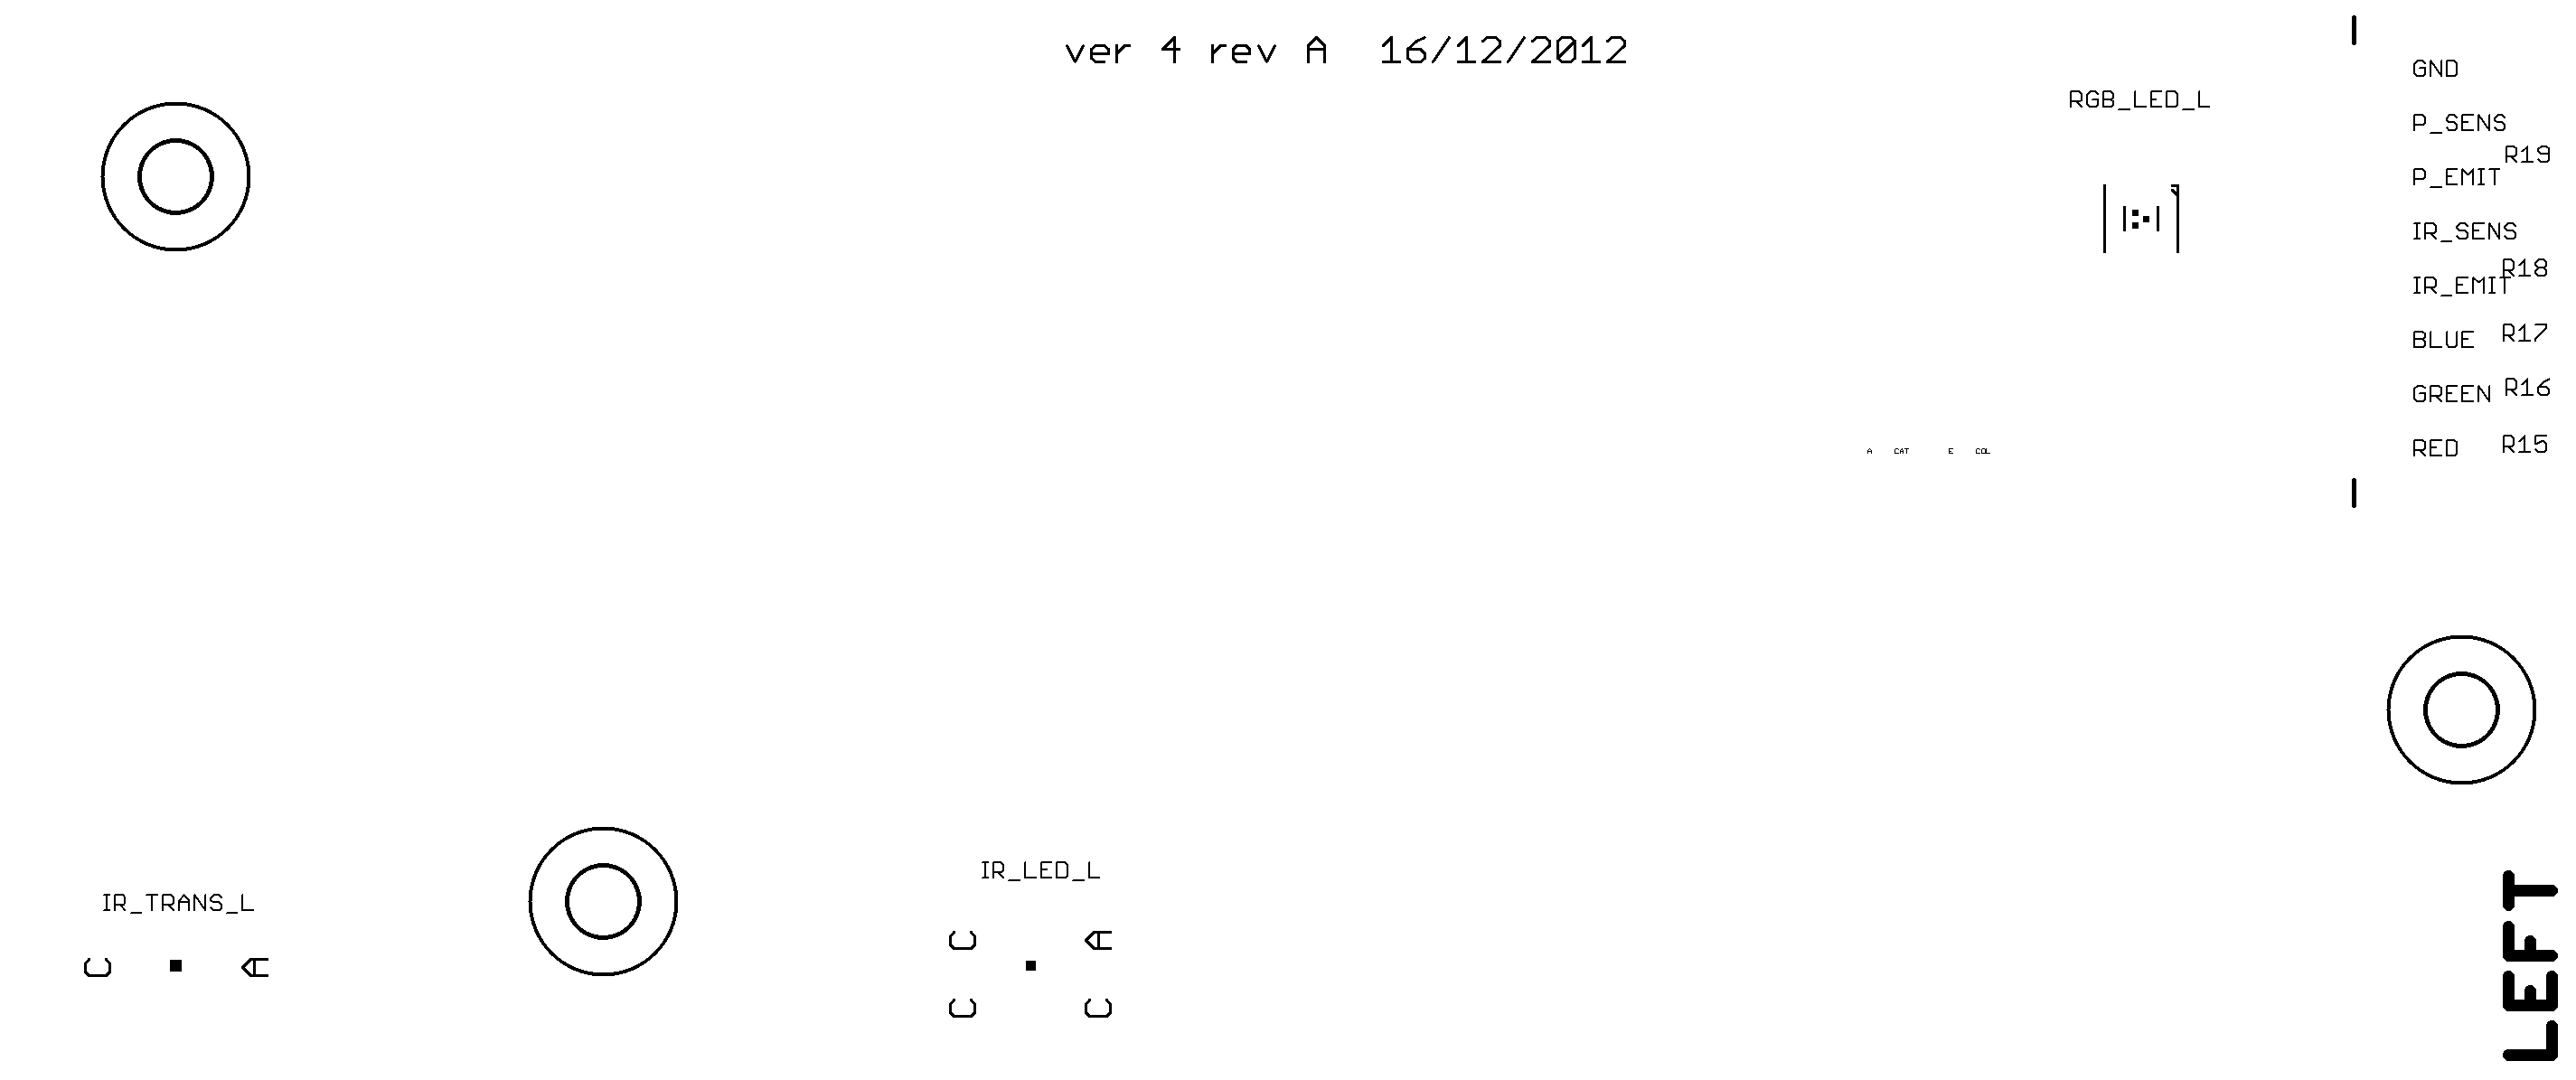 ver 4 rev A  16/12/2012
GND
RGB_LED_L
P_SENS
R19
P_EMIT
IR_SENS
R18
IR_EMIT
BLUE R17
GREEN R16
RED R15
A CAT E COL
IR_LED_L
IR_TRANS_L
C A
C A
C C
LEFT